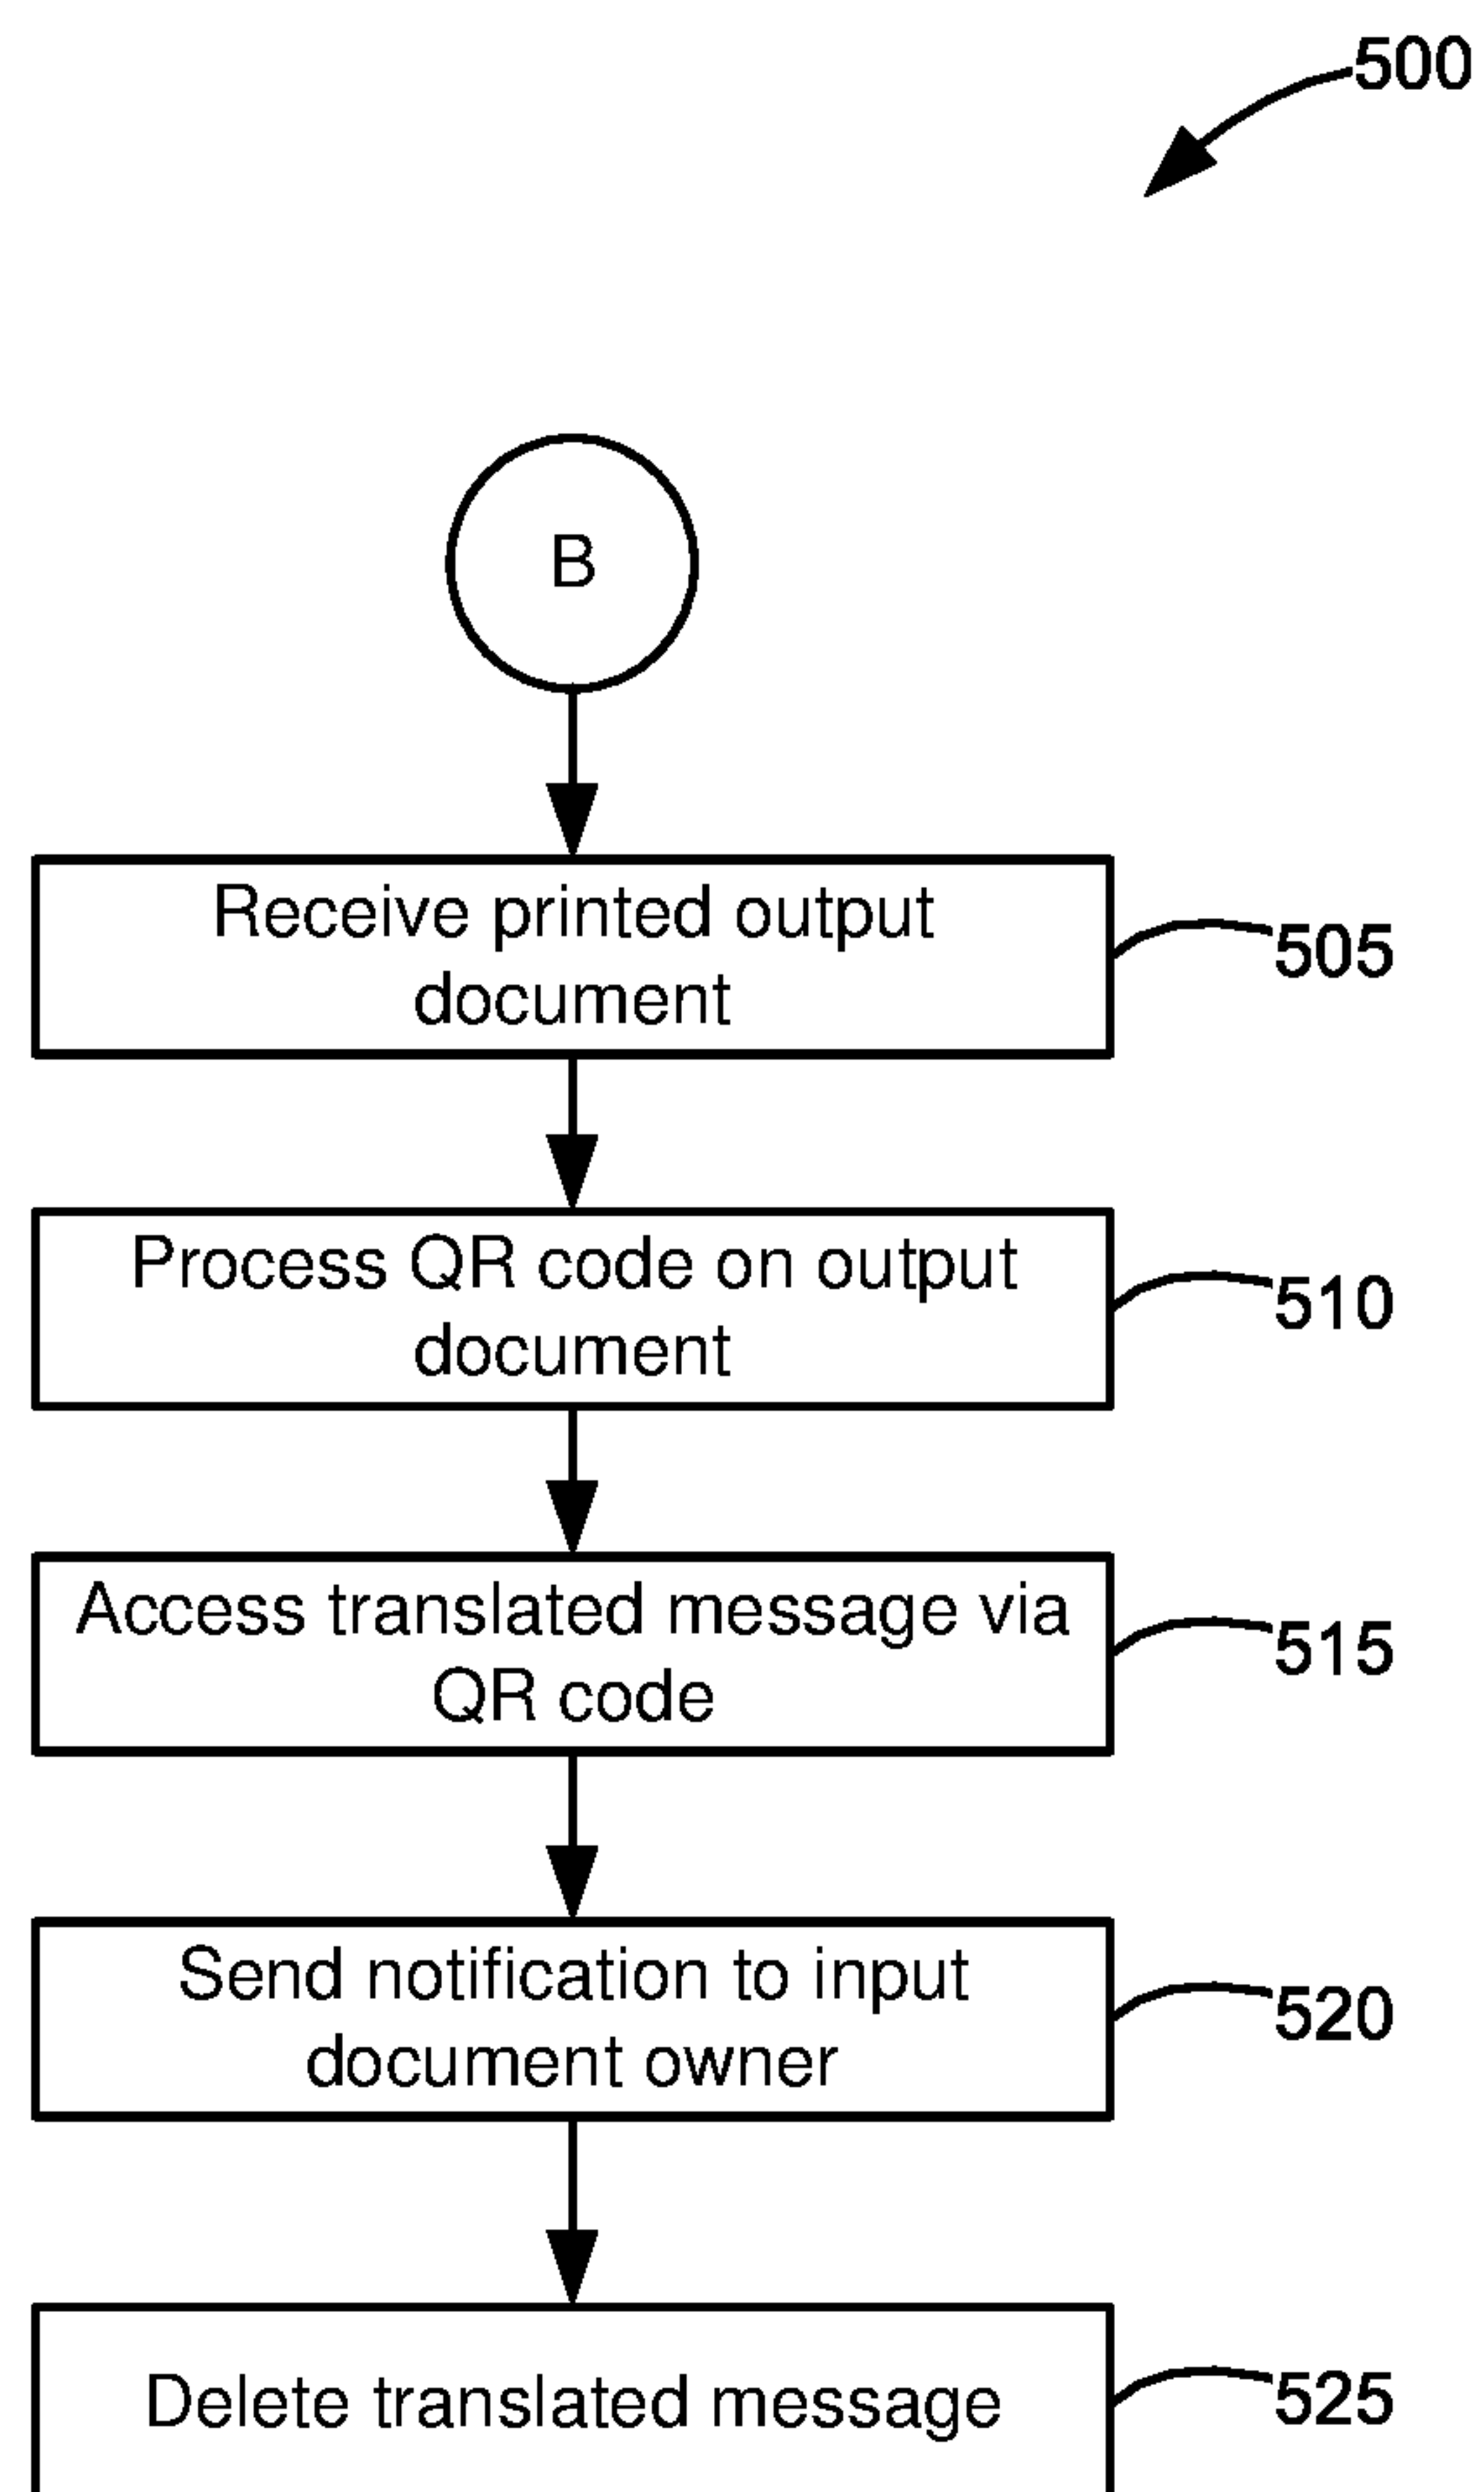 500
B
Receive printed output
document
505
Process QR code on output
document
510
Access translated message via
QR code
515
Send notification to input
document owner
520
Delete translated message
525